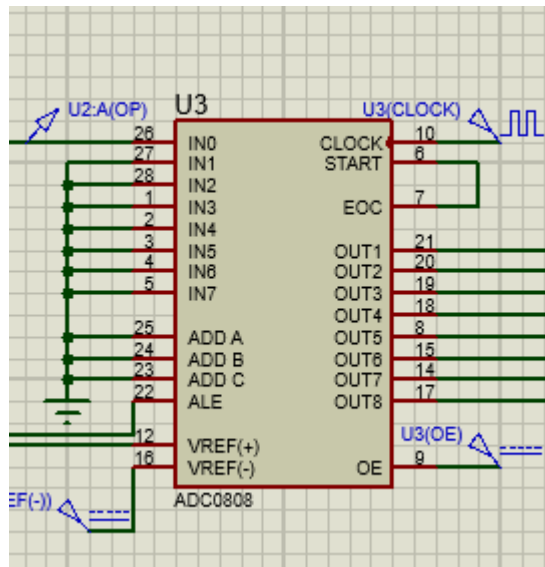 U2:A(OP) U3 U3(CLOCK)
26 IN0 CLOCK 10
27 IN1 START 6
28 IN2
1 IN3 EOC 7
2 IN4
3 IN5 OUT1 21
4 IN6 OUT2 20
5 IN7 OUT3 19
OUT4 18
25 ADD A OUT5 8
24 ADD B OUT6 15
23 ADD C OUT7 14
22 ALE OUT8 17
U3(OE)
12 VREF(+)
16 VREF(-) OE 9
EF(-)) ADC0808